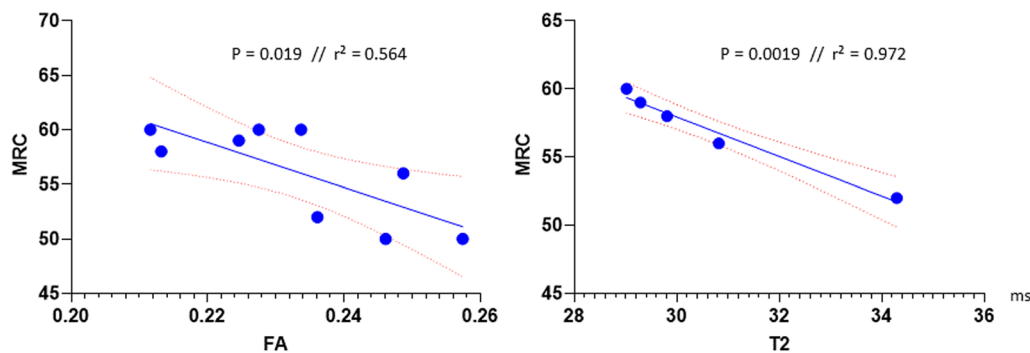 70
65
60
55
50
45
MRC
P = 0.019 // r² = 0.564
0.20
0.22
0.24
0.26
FA
65
60
55
50
45
MRC
P = 0.0019 // r² = 0.972
28
30
32
34
36
ms
T2